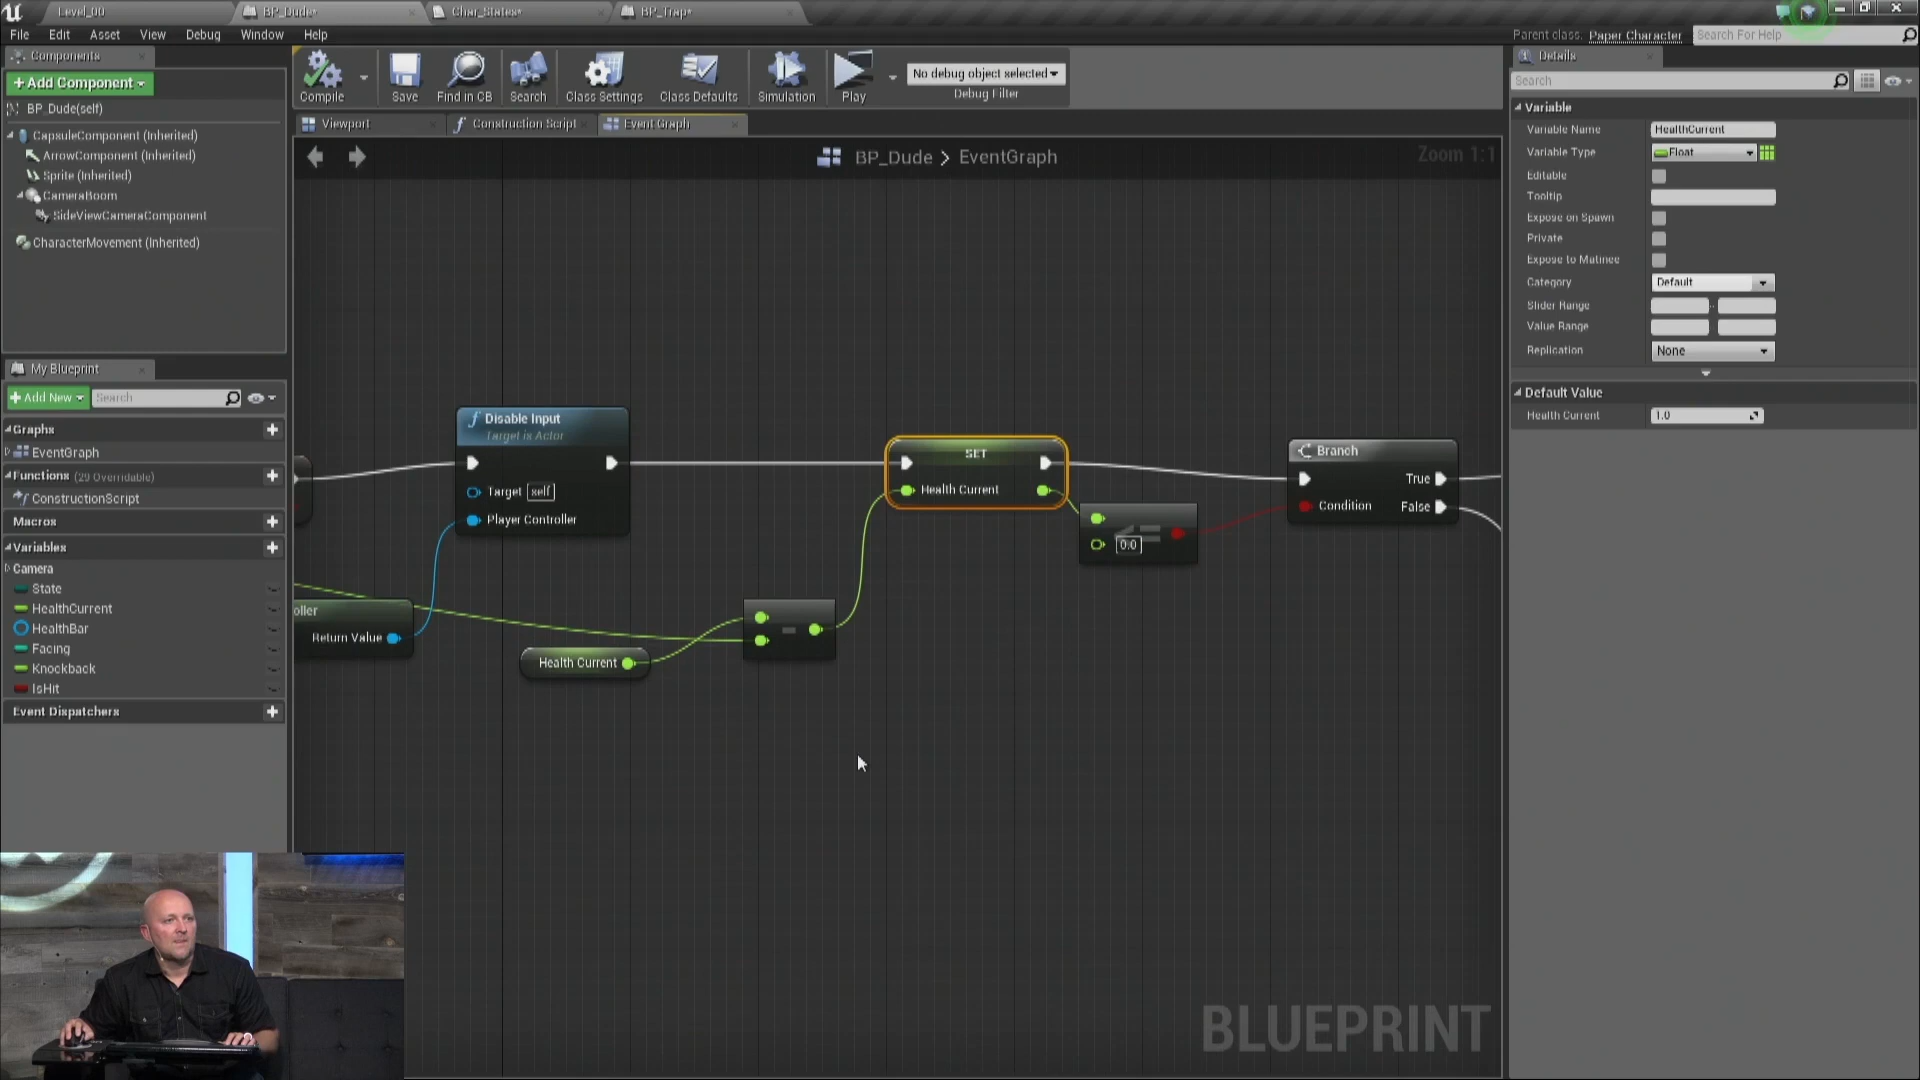 Level_00
BP_Dude*
Char_States*
BP_Trap*
File Edit Asset View Debug Window Help
Parent class: Paper Character
Search For Help
Components
+Add Component
BP_Dude(self)
CapsuleComponent (Inherited)
ArrowComponent (Inherited)
Sprite (Inherited)
CameraBoom
SideViewCameraComponent
CharacterMovement (Inherited)
Compile
Save
Find in CB
Search
Class Settings
Class Defaults
Simulation
Play
No debug object selected
Debug Filter
Viewport
Construction Script
Event Graph
BP_Dude > EventGraph
Zoom 1:1
My Blueprint
+Add New
Search
Graphs
EventGraph
Functions (29 Overridable)
ConstructionScript
Macros
Variables
Camera
State
HealthCurrent
HealthBar
Facing
Knockback
IsHit
Event Dispatchers
Disable Input
Target is Actor
Target self
Player Controller
oller
Return Value
Health Current
-
SET
Health Current
<=
0.0
Branch
True
Condition False
BLUEPRINT
Details
Search
Variable
Variable Name HealthCurrent
Variable Type Float
Editable
Tooltip
Expose on Spawn
Private
Expose to Matinee
Category Default
Slider Range
Value Range
Replication None
Default Value
Health Current 1.0